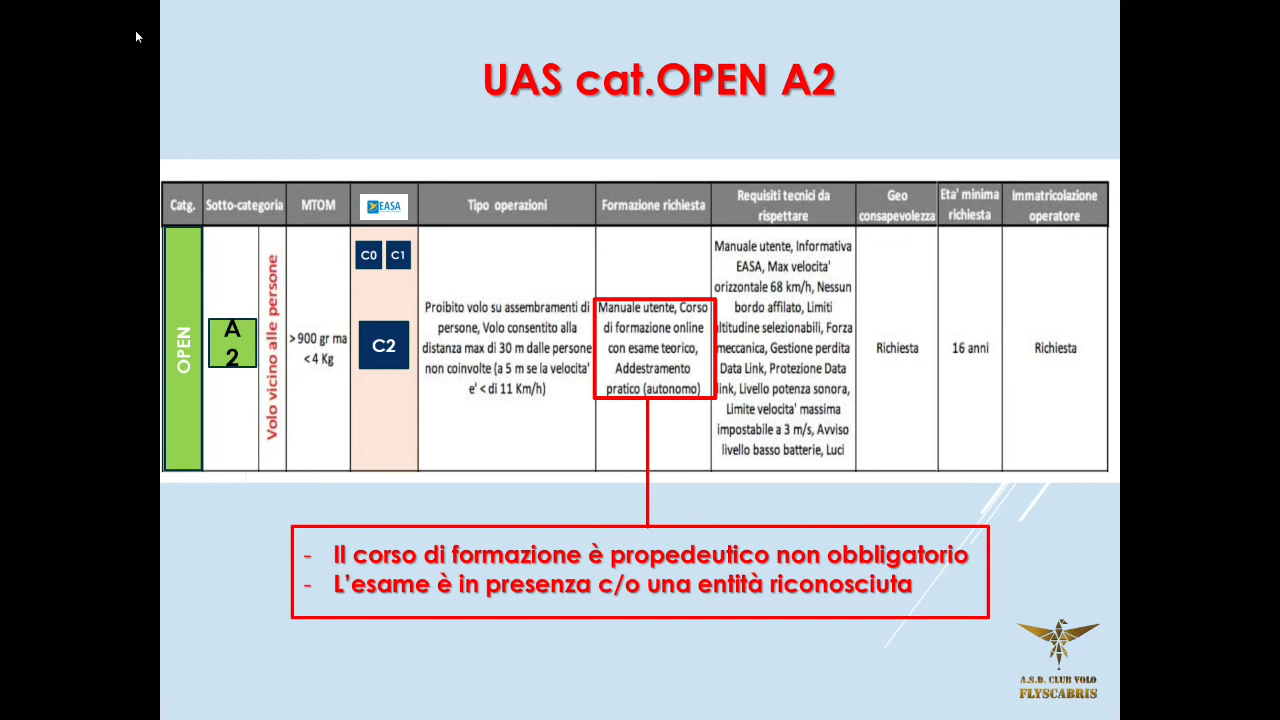 UAS cat.OPEN A2
Catg.
Sotto-categoria
MTOM
EASA
Tipo operazioni
Formazione richiesta
Requisiti tecnici da
rispettare
Geo
consapevolezza
Eta' minima
richiesta
Immatricolazione
operatore
OPEN
A
2
Volo vicino alle persone
> 900 gr ma
< 4 Kg
C0
C1
C2
Proibito volo su assembramenti di
persone, Volo consentito alla
distanza max di 30 m dalle persone
non coinvolte (a 5 m se la velocita'
e' < di 11 Km/h)
Manuale utente, Corso
di formazione online
con esame teorico,
Addestramento
pratico (autonomo)
Manuale utente, Informativa
EASA, Max velocita'
orizzontale 68 km/h, Nessun
bordo affilato, Limiti
altitudine selezionabili, Forza
meccanica, Gestione perdita
Data Link, Protezione Data
link, Livello potenza sonora,
Limite velocita' massima
impostabile a 3 m/s, Avviso
livello basso batterie, Luci
Richiesta
16 anni
Richiesta
- Il corso di formazione è propedeutico non obbligatorio
- L'esame è in presenza c/o una entità riconosciuta
A.S.D. CLUB VOLO
FLYSCABRIS